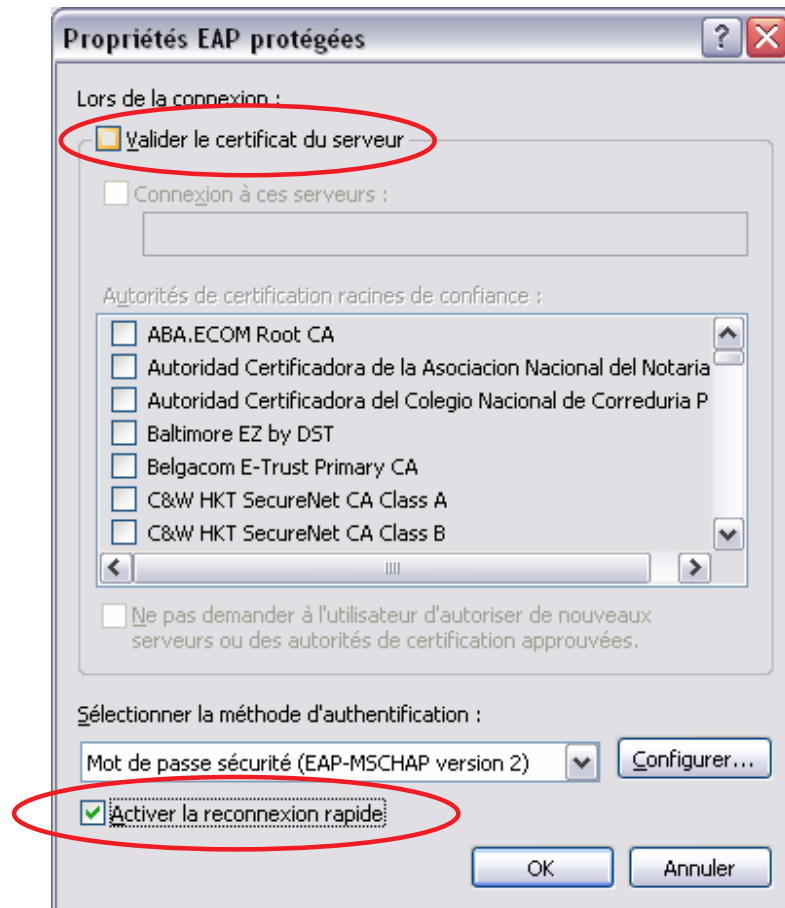 Propriétés EAP protégées
Lors de la connexion :
Valider le certificat du serveur
Connexion à ces serveurs :
Autorités de certification racines de confiance :
ABA.ECOM Root CA
Autoridad Certificadora de la Asociacion Nacional del Notaria
Autoridad Certificadora del Colegio Nacional de Correduria P
Baltimore EZ by DST
Belgacom E-Trust Primary CA
C&W HKT SecureNet CA Class A
C&W HKT SecureNet CA Class B
Ne pas demander à l'utilisateur d'autoriser de nouveaux
serveurs ou des autorités de certification approuvées.
Sélectionner la méthode d'authentification :
Mot de passe sécurité (EAP-MSCHAP version 2)
Configurer...
Activer la reconnexion rapide
OK
Annuler